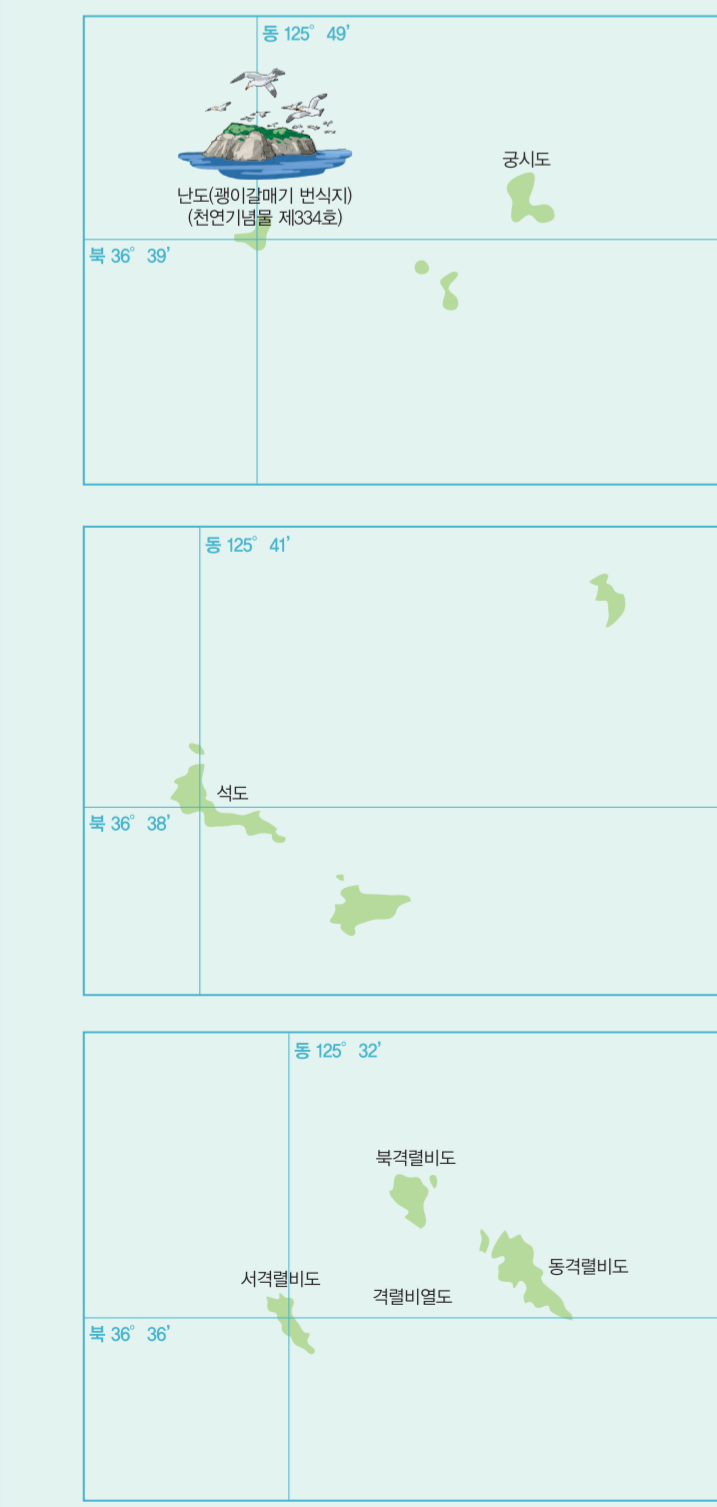 동 125° 49'
궁시도
난도(괭이갈매기 번식지)
(천연기념물 제334호)
북 36° 39'
동 125° 41'
석도
북 36° 38'
동 125° 32'
북격렬비도
동격렬비도
서격렬비도
격렬비열도
북 36° 36'